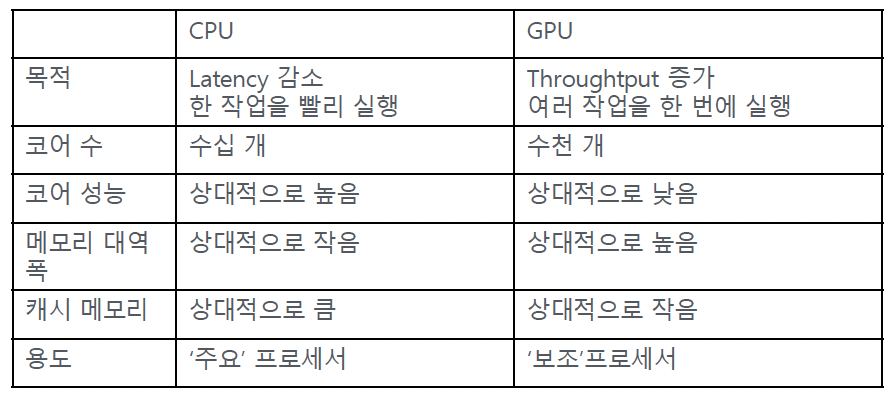 CPU GPU
목적 Latency 감소 Throughtput 증가
한 작업을 빨리 실행 여러 작업을 한 번에 실행
코어 수 수십 개 수천 개
코어 성능 상대적으로 높음 상대적으로 낮음
메모리 대역 상대적으로 작음 상대적으로 높음
폭
캐시 메모리 상대적으로 큼 상대적으로 작음
용도 ‘주요’ 프로세서 ‘보조’프로세서